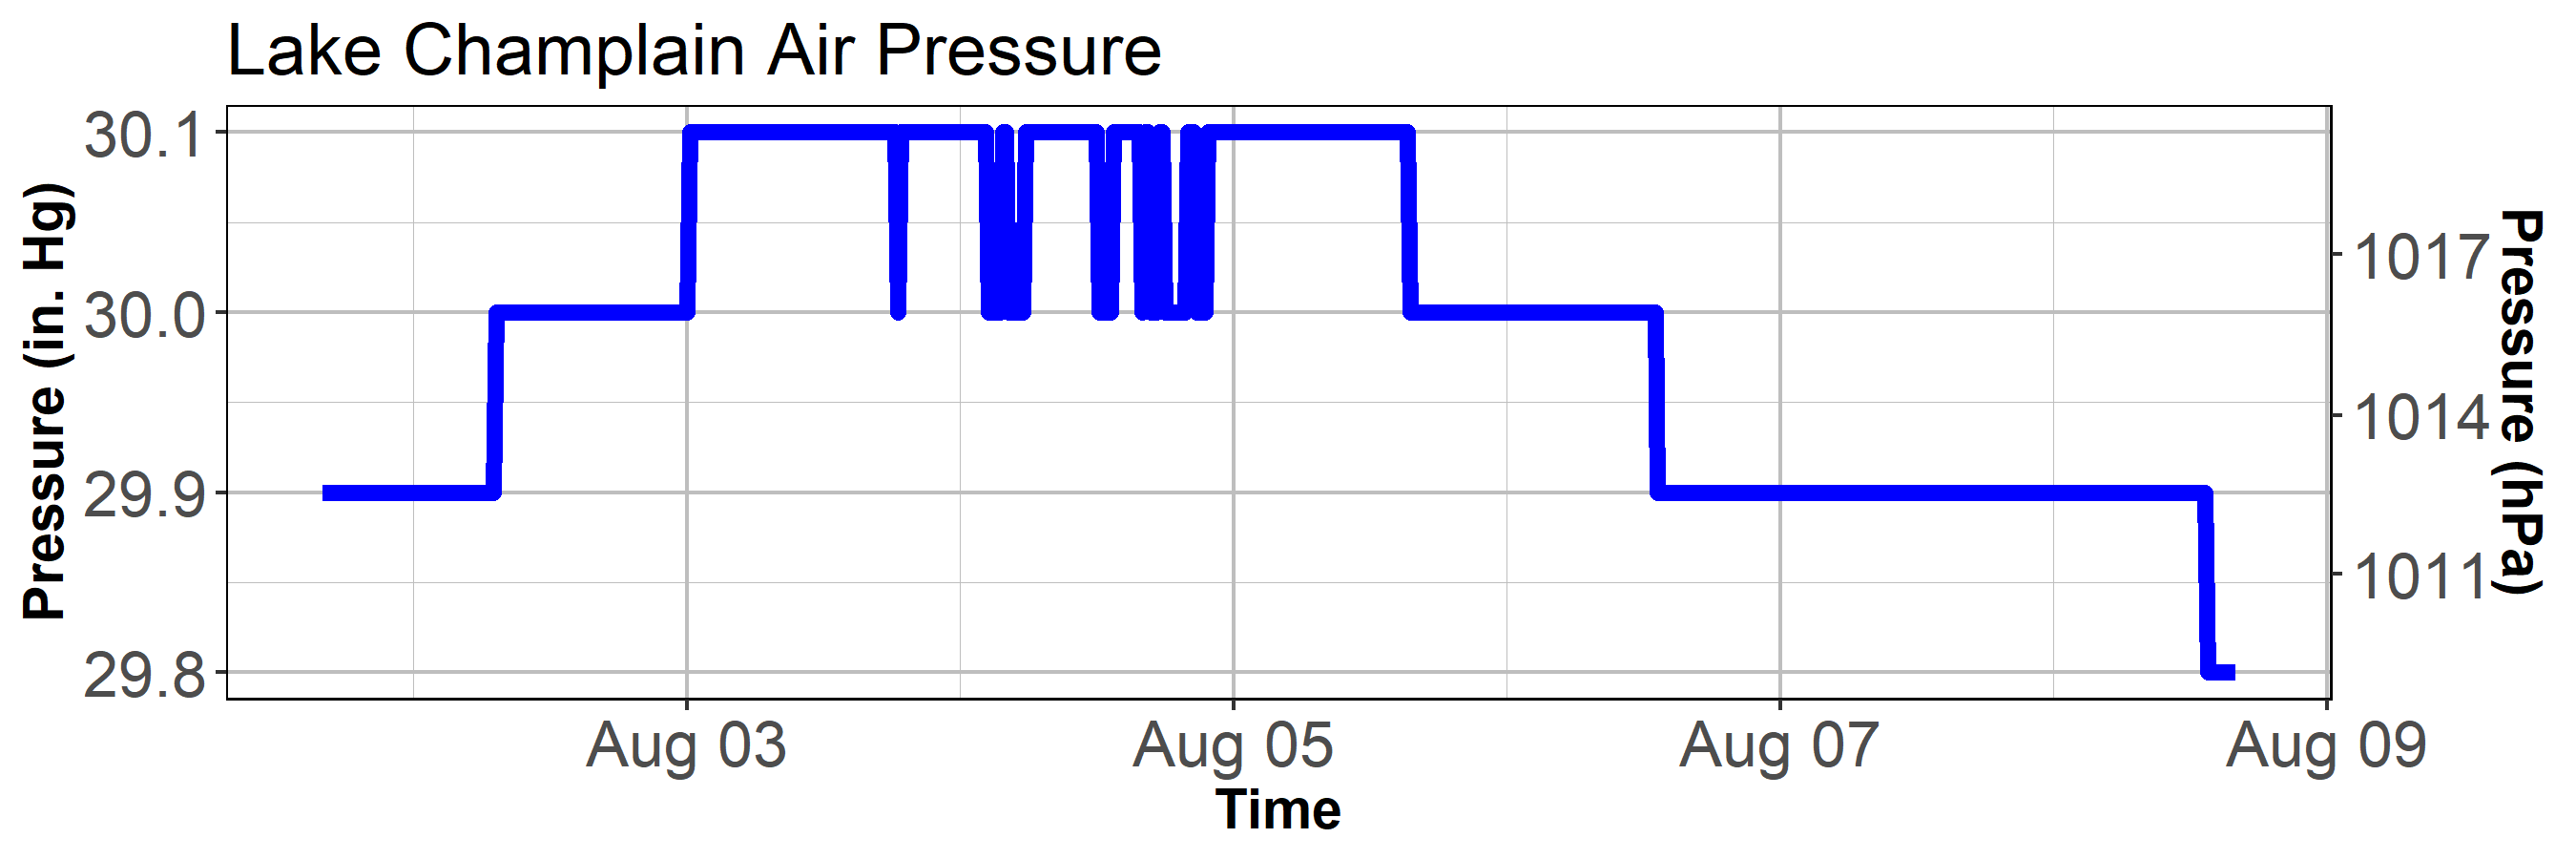 Lake Champlain Air Pressure
Pressure (in. Hg)
30.1
30.0
29.9
29.8
1017
1014
1011
Pressure (hPa)
Aug 03 Aug 05 Aug 07 Aug 09
Time